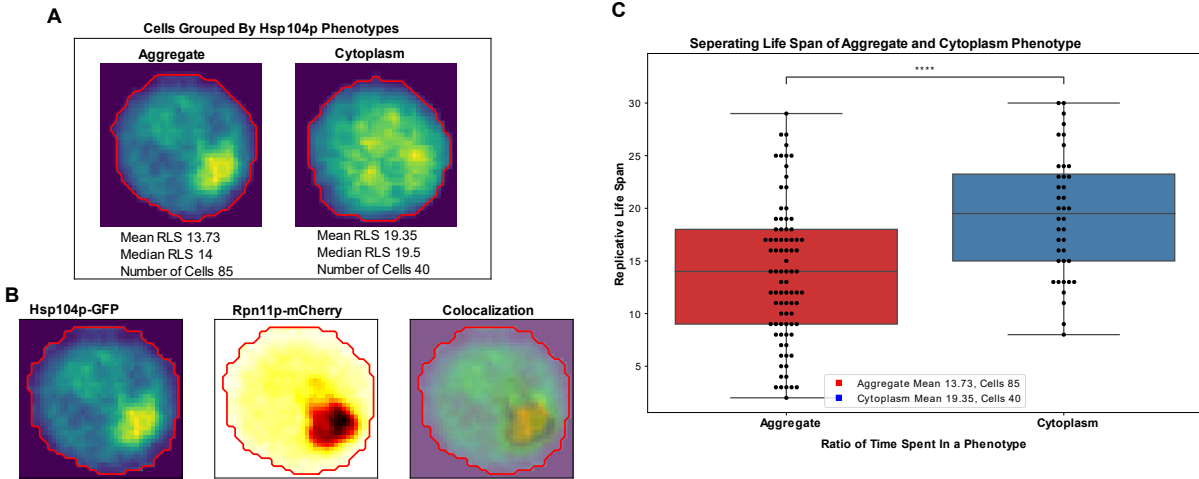 A
Cells Grouped By Hsp104p Phenotypes
Aggregate
Cytoplasm
Mean RLS 13.73
Median RLS 14
Number of Cells 85
Mean RLS 19.35
Median RLS 19.5
Number of Cells 40
B
Hsp104p-GFP
Rpn11p-mCherry
Colocalization
C
Seperating Life Span of Aggregate and Cytoplasm Phenotype
****
Replicative Life Span
30
25
20
15
10
5
Aggregate Mean 13.73, Cells 85
Cytoplasm Mean 19.35, Cells 40
Aggregate
Cytoplasm
Ratio of Time Spent In a Phenotype